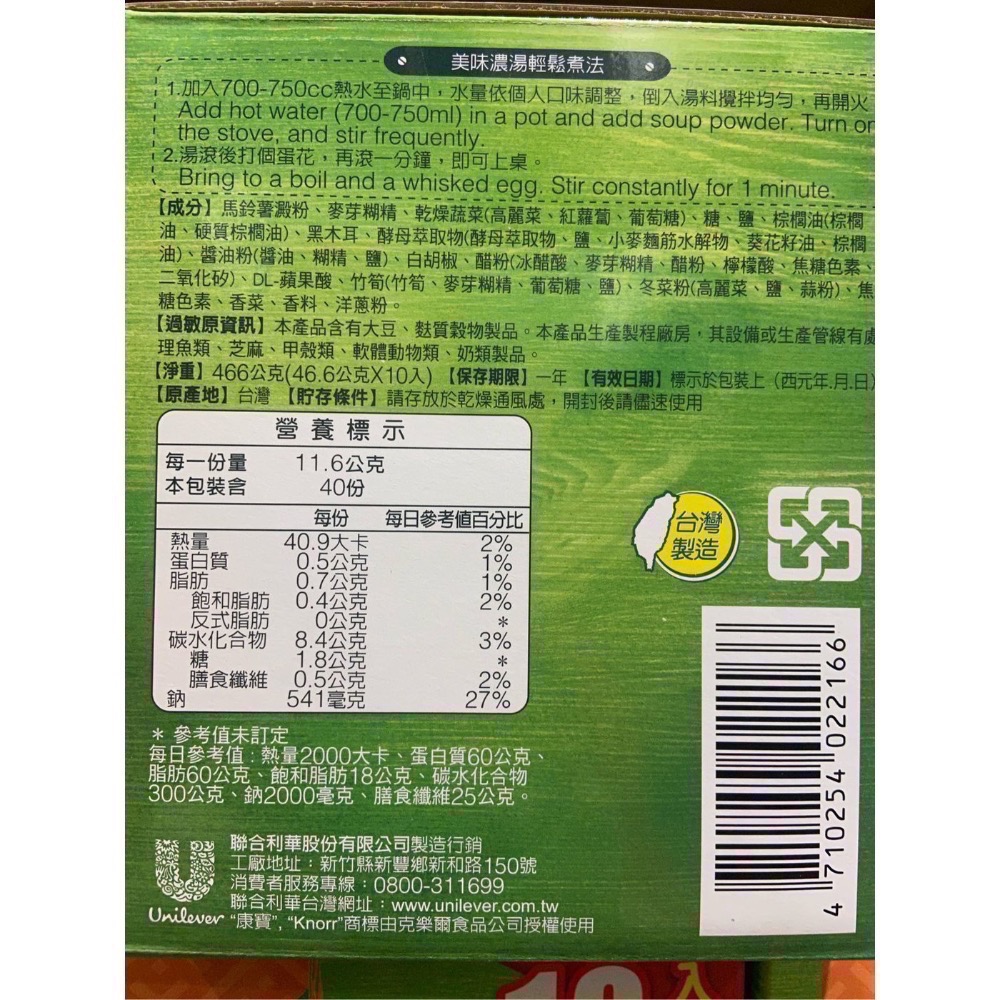 美味濃湯輕鬆煮法
1.加入700-750cc熱水至鍋中，水量依個人口味調整，倒入湯料攪拌均勻，再開火
Add hot water (700-750ml) in a pot and add soup powder. Turn on
the stove, and stir frequently.
2.湯滾後打個蛋花，再滾一分鐘，即可上桌。
Bring to a boil and a whisked egg. Stir constantly for 1 minute.
【成分】馬鈴薯澱粉、麥芽糊精、乾燥蔬菜(高麗菜、紅蘿蔔、葡萄糖)、糖、鹽、棕櫚油(棕櫚
油、硬質棕櫚油)、黑木耳、酵母萃取物(酵母萃取物、鹽、小麥麵筋水解物、葵花籽油、棕櫚
油)、醬油粉(醬油、糊精、鹽)、白胡椒、醋粉(冰醋酸、麥芽糊精、醋粉、檸檬酸、焦糖色素、
二氧化矽)、DL-蘋果酸、竹筍(竹筍、麥芽糊精、葡萄糖、鹽)、冬菜粉(高麗菜、鹽、蒜粉)、焦
糖色素、香菜、香料、洋蔥粉。
【過敏原資訊】本產品含有大豆、麩質穀物製品。本產品生產製程廠房，其設備或生產管線有處
理魚類、芝麻、甲殼類、軟體動物類、奶類製品。
【淨重】466公克(46.6公克X10入)【保存期限】一年【有效日期】標示於包裝上 (西元年.月.日)
【原產地】台灣【貯存條件】請存放於乾燥通風處，開封後請儘速使用
營養標示
每一份量 11.6公克
本包裝含 40份
每份 每日參考值百分比
熱量 40.9大卡 2%
蛋白質 0.5公克 1%
脂肪 0.7公克 1%
飽和脂肪 0.4公克 2%
反式脂肪 0公克 *
碳水化合物 8.4公克 3%
糖 1.8公克 *
膳食纖維 0.5公克 2%
鈉 541毫克 27%
* 參考值未訂定
每日參考值：熱量2000大卡、蛋白質60公克、
脂肪60公克、飽和脂肪18公克、碳水化合物
300公克、鈉2000毫克、膳食纖維25公克。
台灣
製造
4 710254 022166
聯合利華股份有限公司製造行銷
工廠地址：新竹縣新豐鄉新和路150號
消費者服務專線：0800-311699
聯合利華台灣網址：www.unilever.com.tw
Unilever "康寶", "Knorr"商標由克樂爾食品公司授權使用
10入